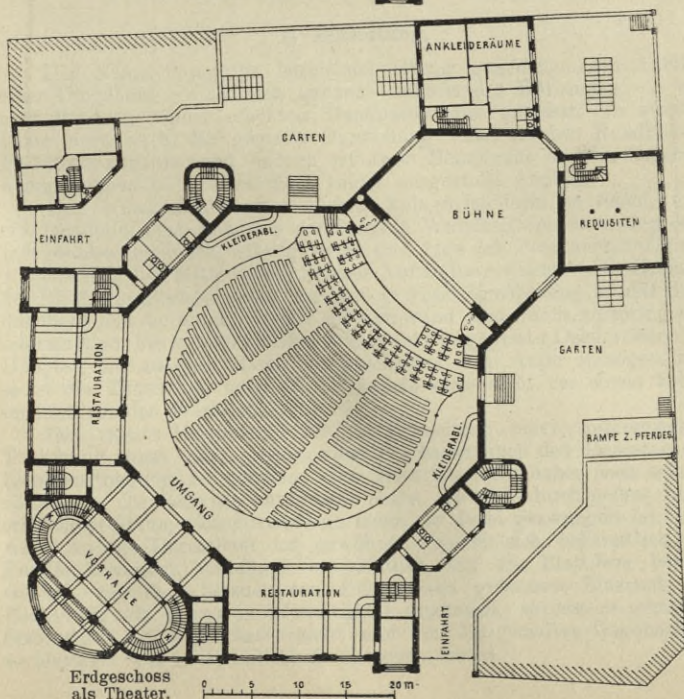 ANKLEIDERÄUME
GARTEN
BÜHNE
REQUISITEN
EINFAHRT
KLEIDERABL.
GARTEN
RESTAURATION
RAMPE Z. PFERDES.
KLEIDERABL.
UMGANG
VORHALLE
RESTAURATION
EINFAHRT
Erdgeschoss
als Theater.
0 5 10 15 20 m